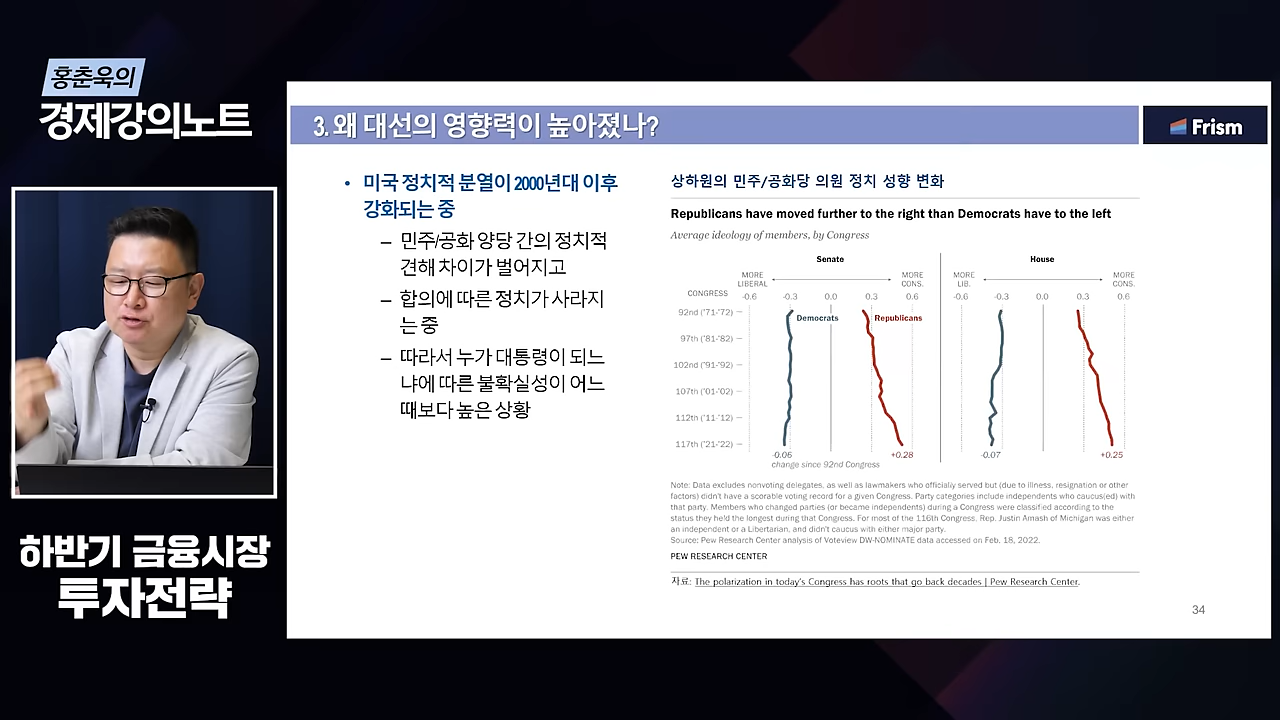 홍춘욱의
경제강의노트
하반기 금융시장
투자전략
3. 왜 대선의 영향력이 높아졌나?
Frism
• 미국 정치적 분열이 2000년대 이후
강화되는 중
– 민주/공화 양당 간의 정치적
견해 차이가 벌어지고
– 합의에 따른 정치가 사라지
는 중
– 따라서 누가 대통령이 되느
냐에 따른 불확실성이 어느
때보다 높은 상황
상하원의 민주/공화당 의원 정치 성향 변화
Republicans have moved further to the right than Democrats have to the left
Average ideology of members, by Congress
Senate
House
MORE
LIBERAL
MORE
CONS.
MORE
LIB.
MORE
CONS.
CONGRESS
-0.6 -0.3 0.0 0.3 0.6
-0.6 -0.3 0.0 0.3 0.6
92nd ('71-'72)
97th ('81-'82)
102nd ('91-'92)
107th ('01-'02)
112th ('11-'12)
117th ('21-'22)
Democrats
Republicans
-0.06
+0.28
-0.07
+0.25
change since 92nd Congress
Note: Data excludes nonvoting delegates, as well as lawmakers who officially served but (due to illness, resignation or other
factors) didn't have a scorable voting record for a given Congress. Party categories include independents who caucus(ed) with
that party. Members who changed parties (or became independents) during a Congress were classified according to the
status they held the longest during that Congress. For most of the 116th Congress, Rep. Justin Amash of Michigan was either
an independent or a Libertarian, and didn't caucus with either major party.
Source: Pew Research Center analysis of Voteview DW-NOMINATE data accessed on Feb. 18, 2022.
PEW RESEARCH CENTER
자료: The polarization in today's Congress has roots that go back decades | Pew Research Center.
34